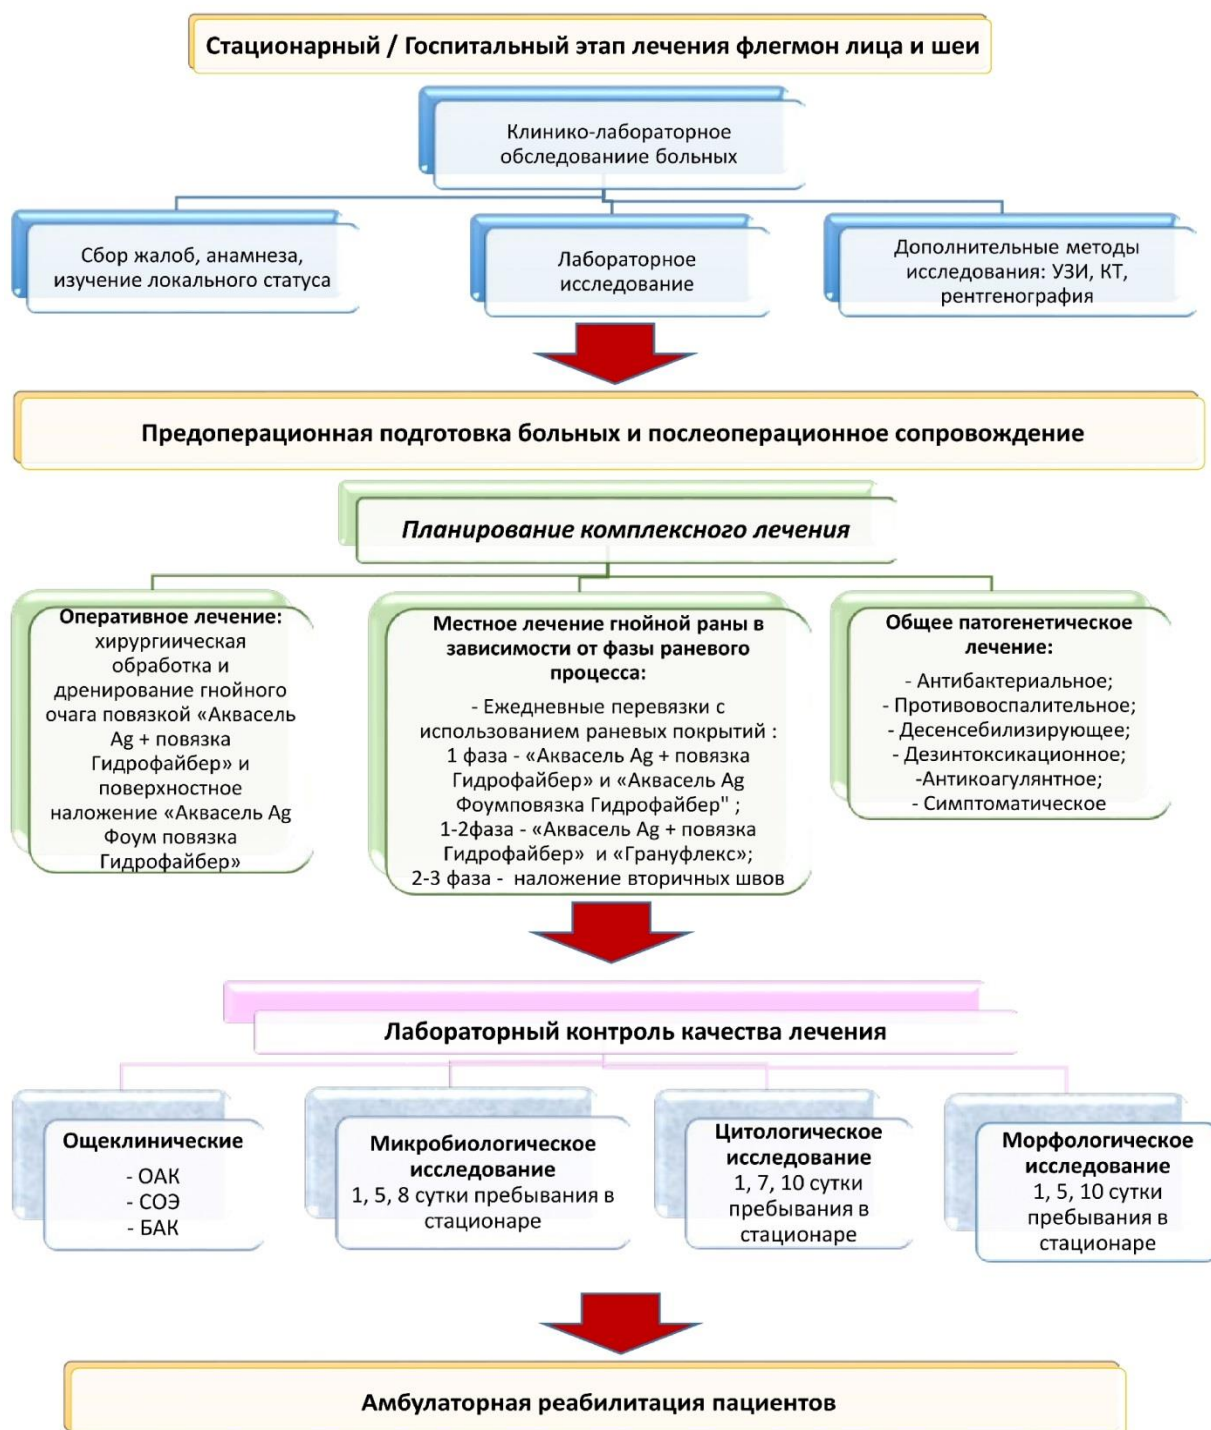 Стационарный / Госпитальный этап лечения флегмон лица и шеи
Клинико-лабораторное
обследованиие больных
Сбор жалоб, анамнеза,
изучение локального статуса
Лабораторное
исследование
Дополнительные методы
исследования: УЗИ, КТ,
рентгенография
Предоперационная подготовка больных и послеоперационное сопровождение
Планирование комплексного лечения
Оперативное лечение:
хирургиическая
обработка и
дренирование гнойного
очага повязкой «Аквасель
Ag + повязка
Гидрофайбер» и
поверхностное
наложение «Аквасель Ag
Фоум повязка
Гидрофайбер»
Местное лечение гнойной раны в
зависимости от фазы раневого
процесса:
- Ежедневные перевязки с
использованием раневых покрытий :
1 фаза - «Аквасель Ag + повязка
Гидрофайбер» и «Аквасель Ag
Фоумповязка Гидрофайбер" ;
1-2фаза - «Аквасель Ag + повязка
Гидрофайбер» и «Грануфлекс»;
2-3 фаза - наложение вторичных швов
Общее патогенетическое
лечение:
- Антибактериальное;
- Противовоспалительное;
- Десенсебилизирующее;
- Дезинтоксикационное;
-Антикоагулянтное;
- Симптоматическое
Лабораторный контроль качества лечения
Ощеклинические
- ОАК
- СОЭ
- БАК
Микробиологическое
исследование
1, 5, 8 сутки пребывания в
стационаре
Цитологическое
исследование
1, 7, 10 сутки
пребывания в
стационаре
Морфологическое
исследование
1, 5, 10 сутки
пребывания в
стационаре
Амбулаторная реабилитация пациентов